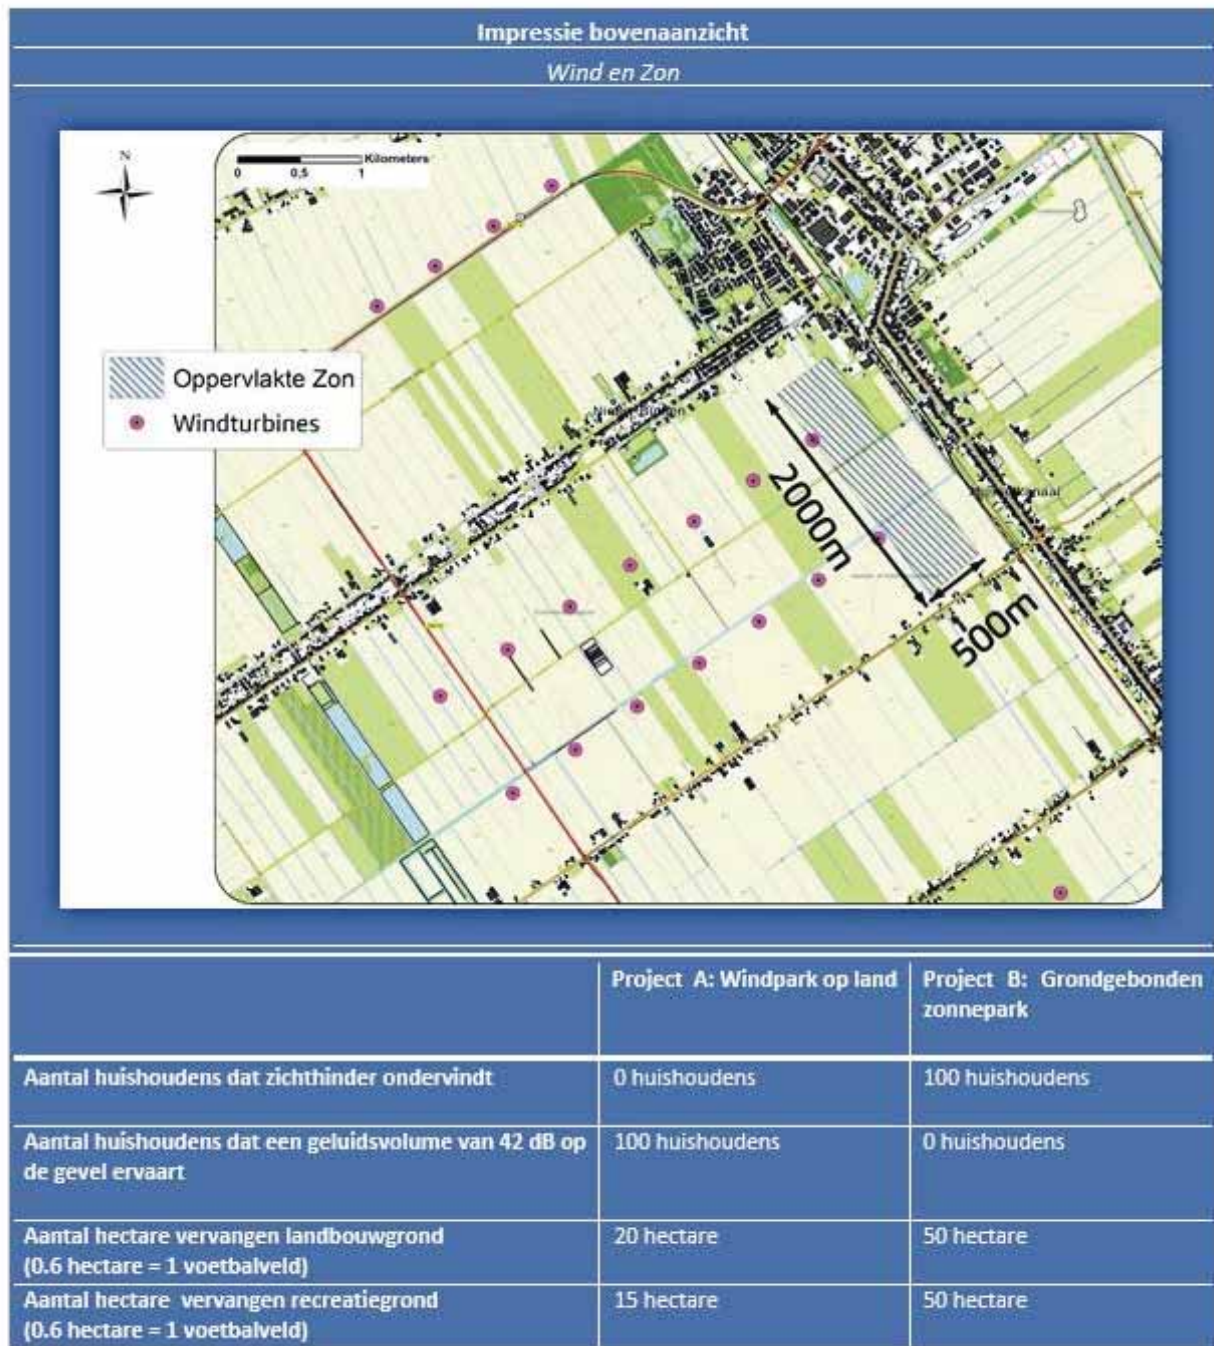 Impressie bovenaanzicht
Wind en Zon
N
Kilometers
0 0,5 1
Oppervlakte Zon
Windturbines
2000m
500m
Project A: Windpark op land
Project B: Grondgebonden
zonnepark
Aantal huishoudens dat zichthinder ondervindt
0 huishoudens
100 huishoudens
Aantal huishoudens dat een geluidsvolume van 42 dB op
de gevel ervaart
100 huishoudens
0 huishoudens
Aantal hectare vervangen landbouwgrond
(0.6 hectare = 1 voetbalveld)
20 hectare
50 hectare
Aantal hectare vervangen recreatiegrond
(0.6 hectare = 1 voetbalveld)
15 hectare
50 hectare